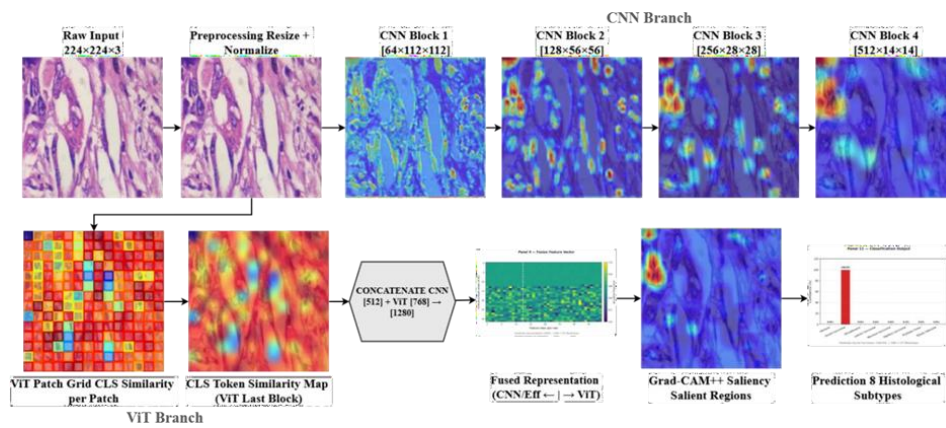 CNN Branch
Raw Input
224×224×3
Preprocessing Resize +
Normalize
CNN Block 1
[64×112×112]
CNN Block 2
[128×56×56]
CNN Block 3
[256×28×28]
CNN Block 4
[512×14×14]
CONCATENATE CNN
[512] + ViT [768] →
[1280]
ViT Patch Grid CLS Similarity
per Patch
CLS Token Similarity Map
(ViT Last Block)
Fused Representation
(CNN/Eff ← | → ViT)
Grad-CAM++ Saliency
Salient Regions
Prediction 8 Histological
Subtypes
ViT Branch